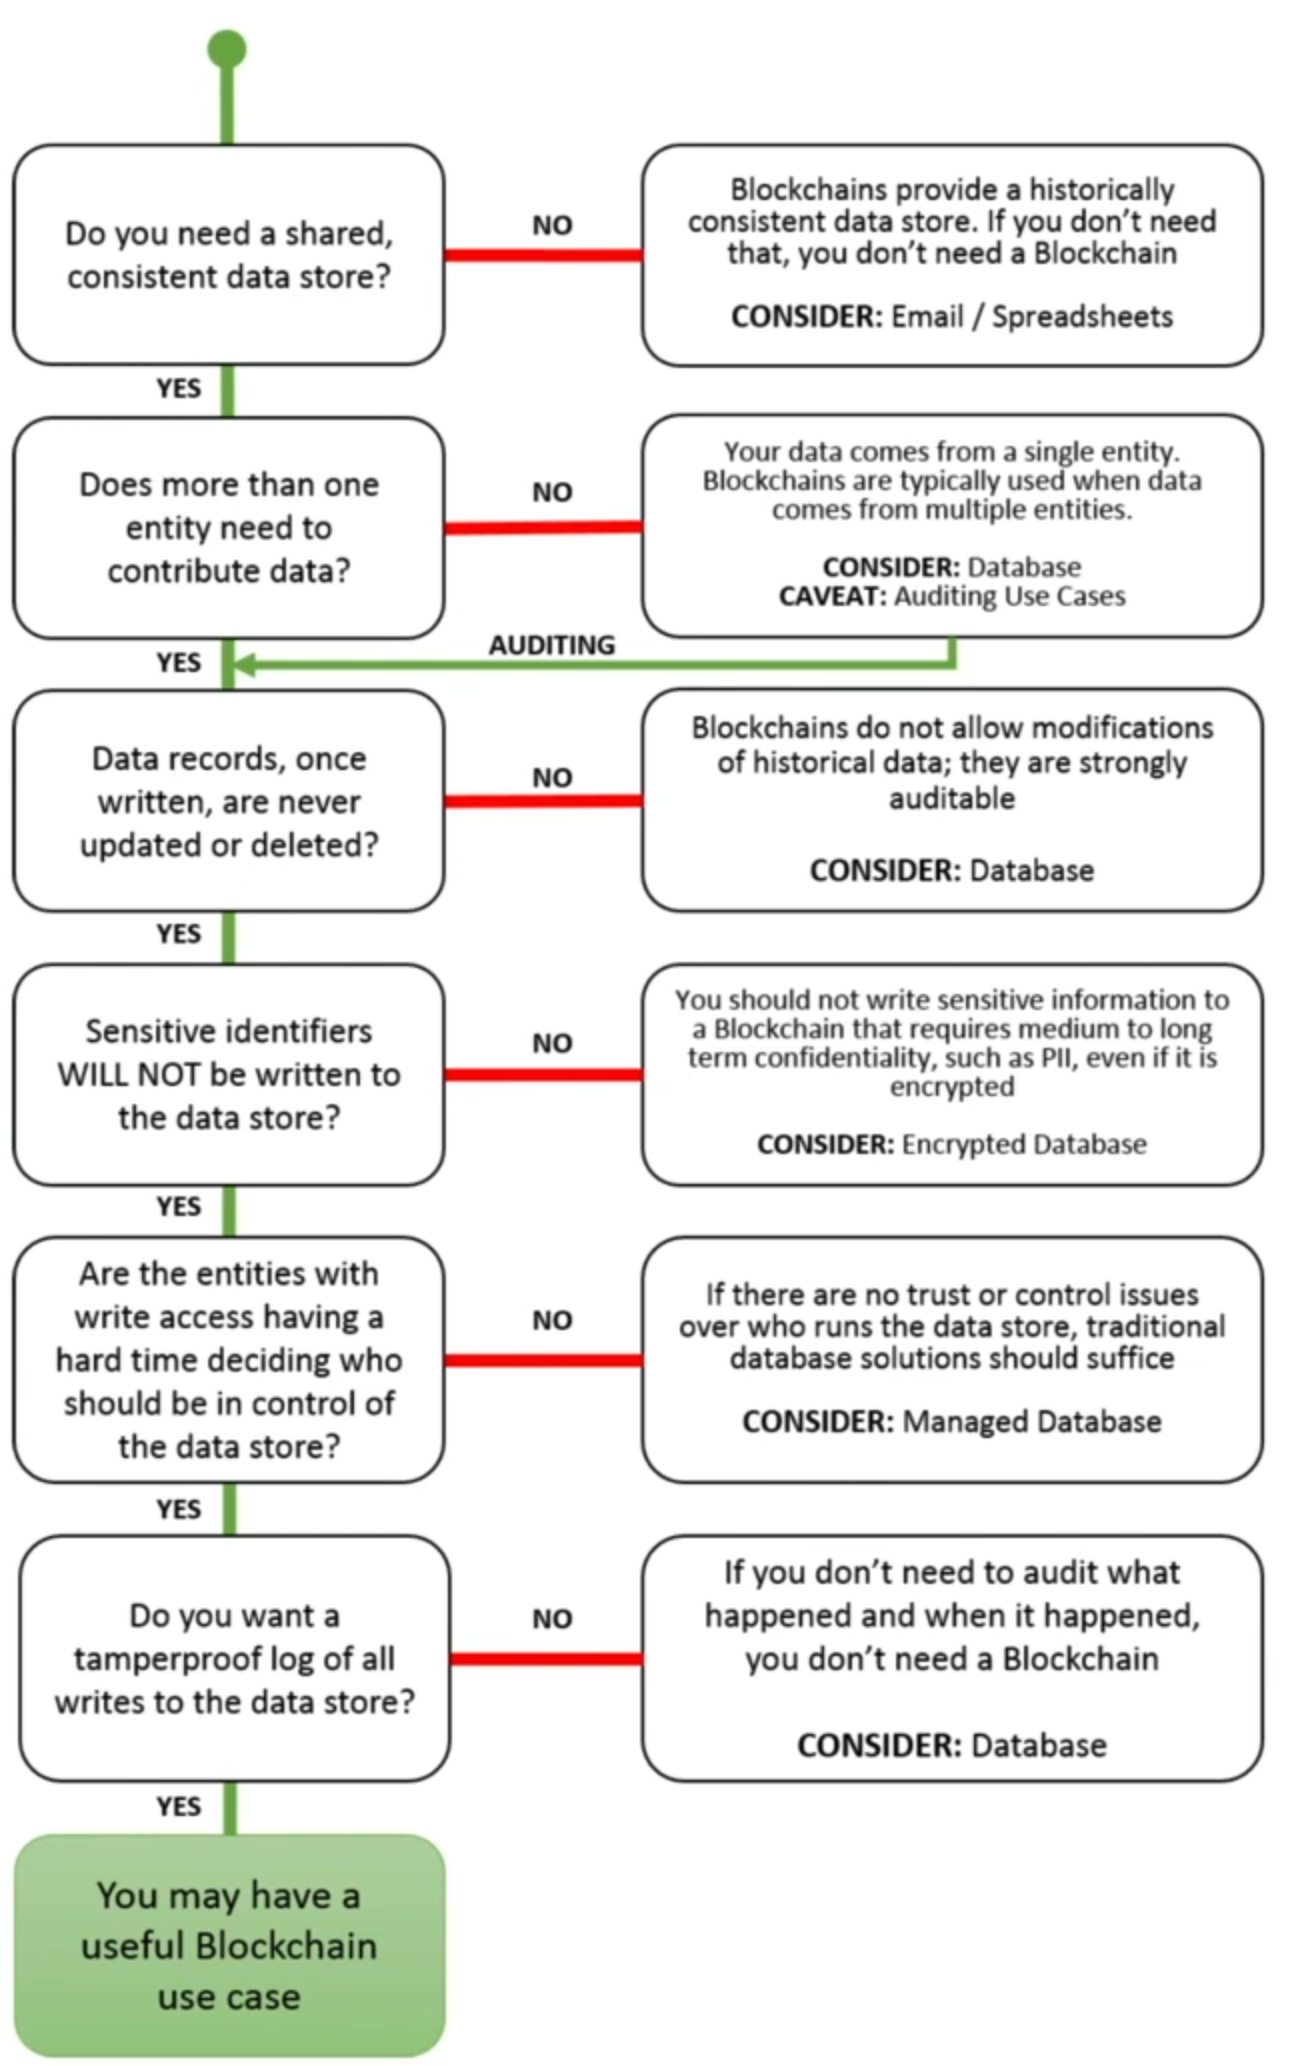 Do you need a shared,
consistent data store?
NO
Blockchains provide a historically
consistent data store. If you don't need
that, you don't need a Blockchain
CONSIDER: Email / Spreadsheets
YES
Does more than one
entity need to
contribute data?
NO
Your data comes from a single entity.
Blockchains are typically used when data
comes from multiple entities.
CONSIDER: Database
CAVEAT: Auditing Use Cases
AUDITING
YES
Data records, once
written, are never
updated or deleted?
NO
Blockchains do not allow modifications
of historical data; they are strongly
auditable
CONSIDER: Database
YES
Sensitive identifiers
WILL NOT be written to
the data store?
NO
You should not write sensitive information to
a Blockchain that requires medium to long
term confidentiality, such as PII, even if it is
encrypted
CONSIDER: Encrypted Database
YES
Are the entities with
write access having a
hard time deciding who
should be in control of
the data store?
NO
If there are no trust or control issues
over who runs the data store, traditional
database solutions should suffice
CONSIDER: Managed Database
YES
Do you want a
tamperproof log of all
writes to the data store?
NO
If you don't need to audit what
happened and when it happened,
you don't need a Blockchain
CONSIDER: Database
YES
You may have a
useful Blockchain
use case